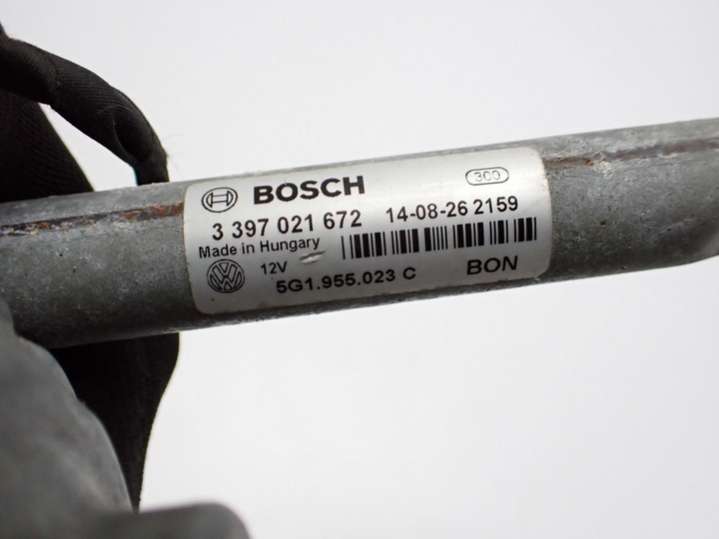 BOSCH 300
3 397 021 672 14-08-26 2159
Made in Hungary
12V
5G1.955.023 C BON